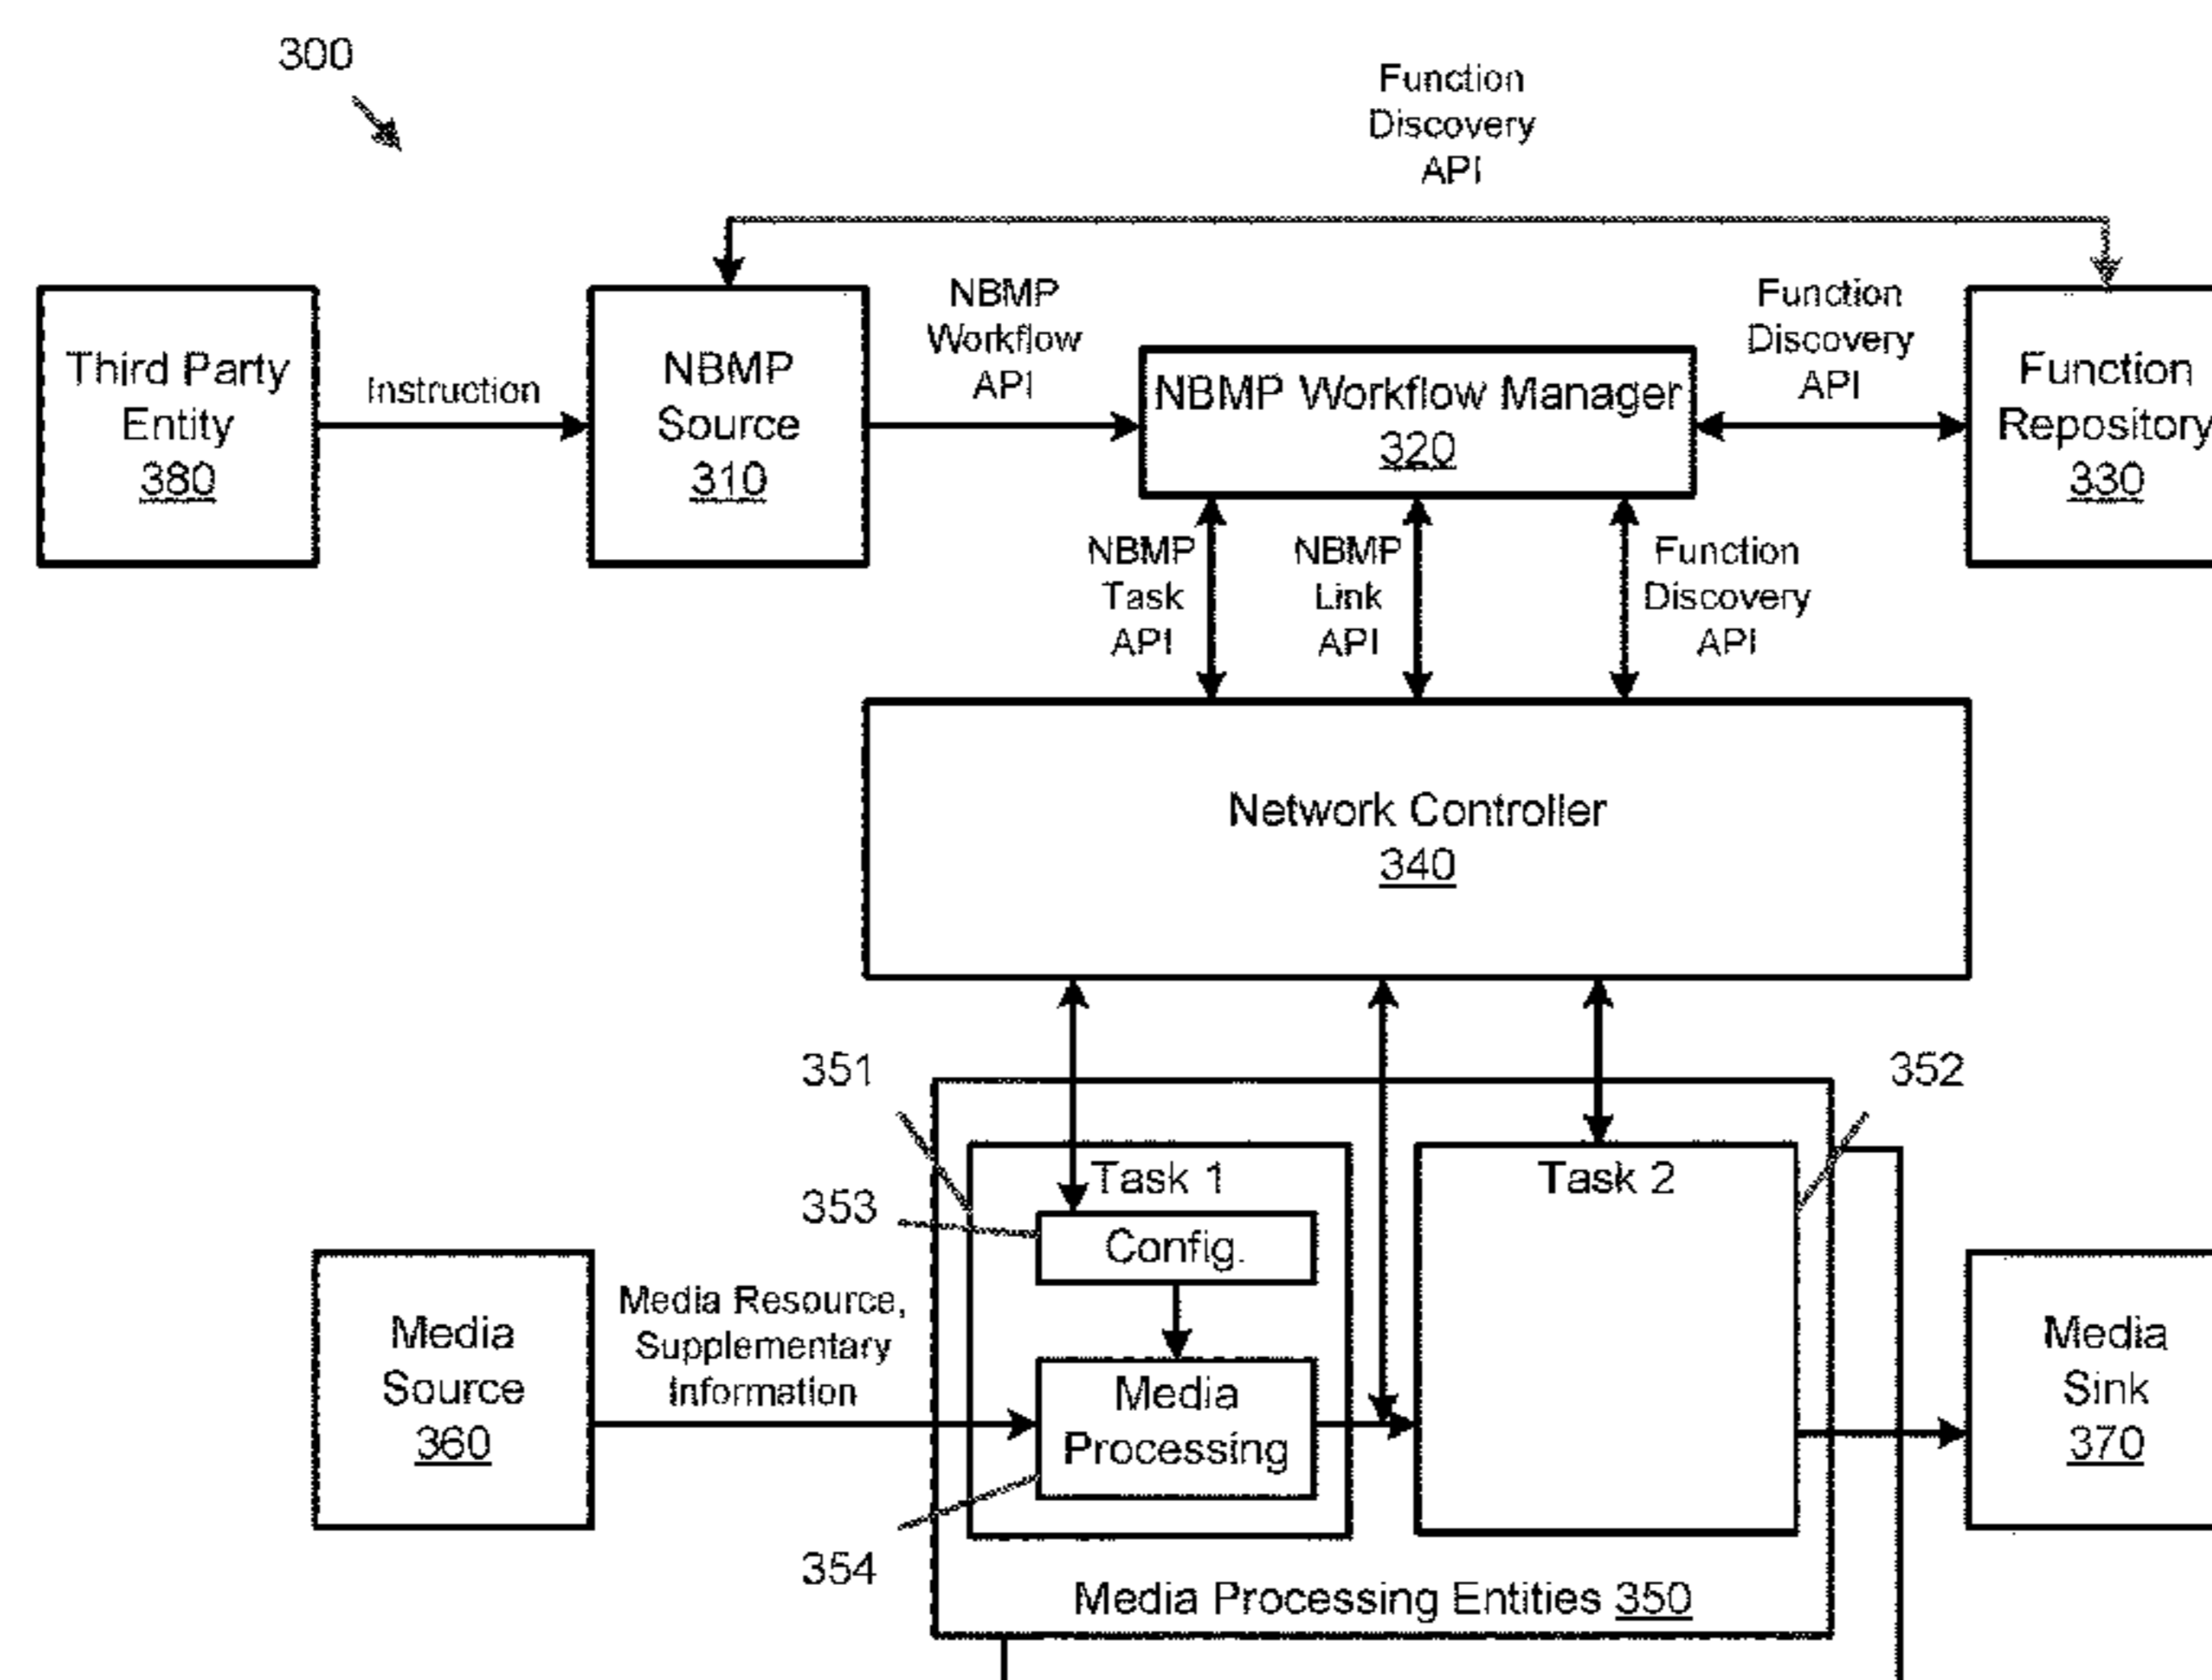 300
Function
Discovery
API
Third Party
Entity
380
Instruction
NBMP
Source
310
NBMP
Workflow
API
NBMP Workflow Manager
320
Function
Discovery
API
Function
Repository
330
NBMP
Task
API
NBMP
Link
API
Function
Discovery
API
Network Controller
340
351
352
Task 1
Task 2
353
Config.
Media
Source
360
Media Resource,
Supplementary
Information
Media
Processing
Media
Sink
370
354
Media Processing Entities 350